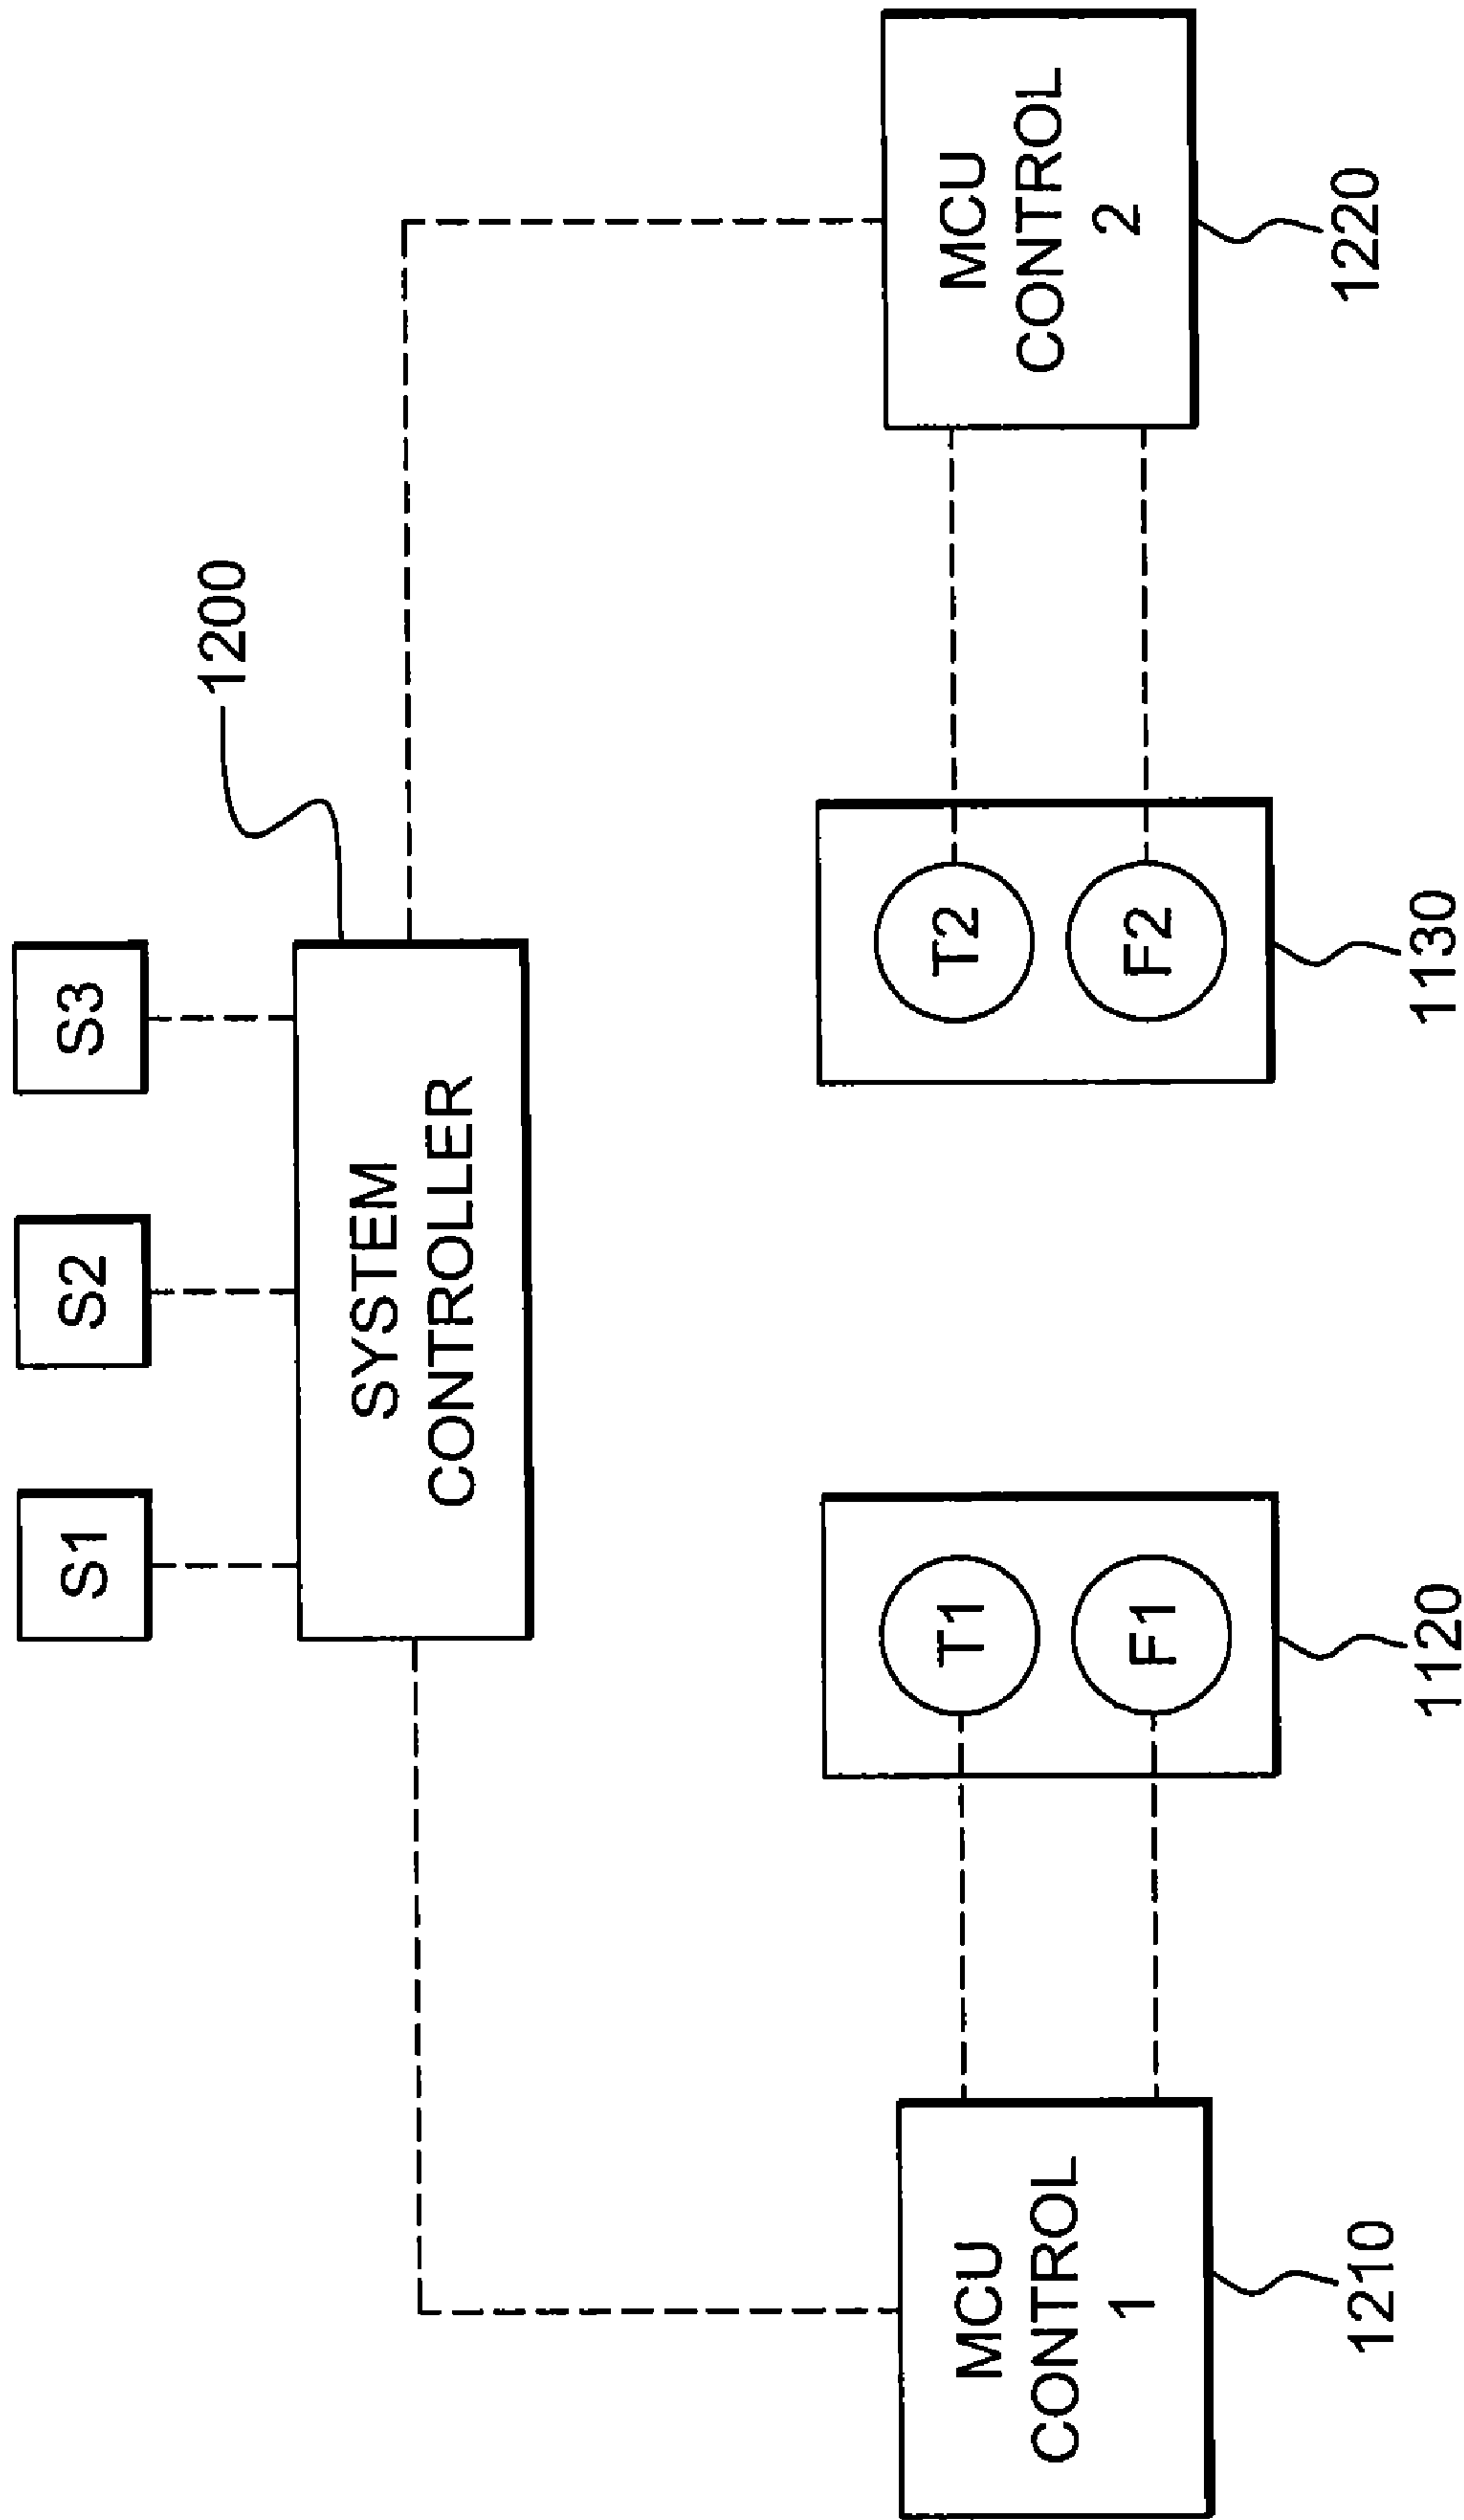 S1
S2
S3
1200
SYSTEM
CONTROLLER
MCU
CONTROL
1
1210
T1
F1
1120
T2
F2
1130
MCU
CONTROL
2
1220